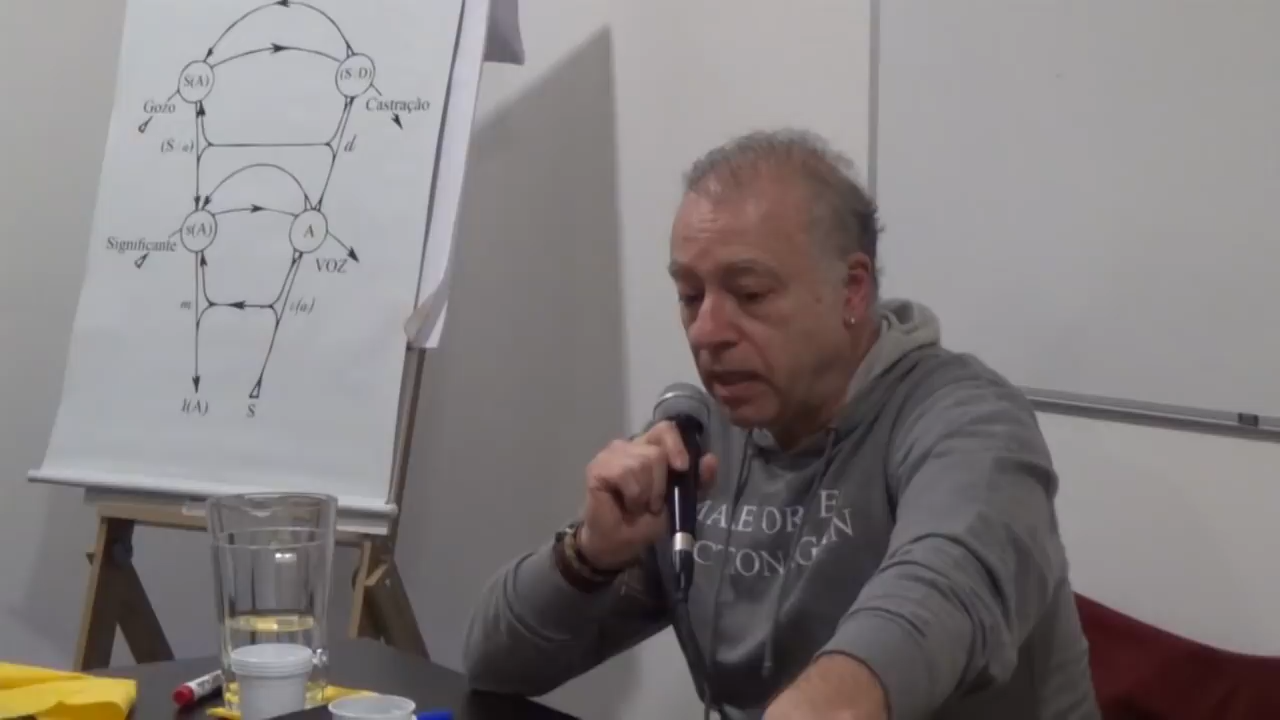 S(A)
Gozo
Castração
d
s(A)
A
Significante
VOZ
m
i(a)
I(A)
S